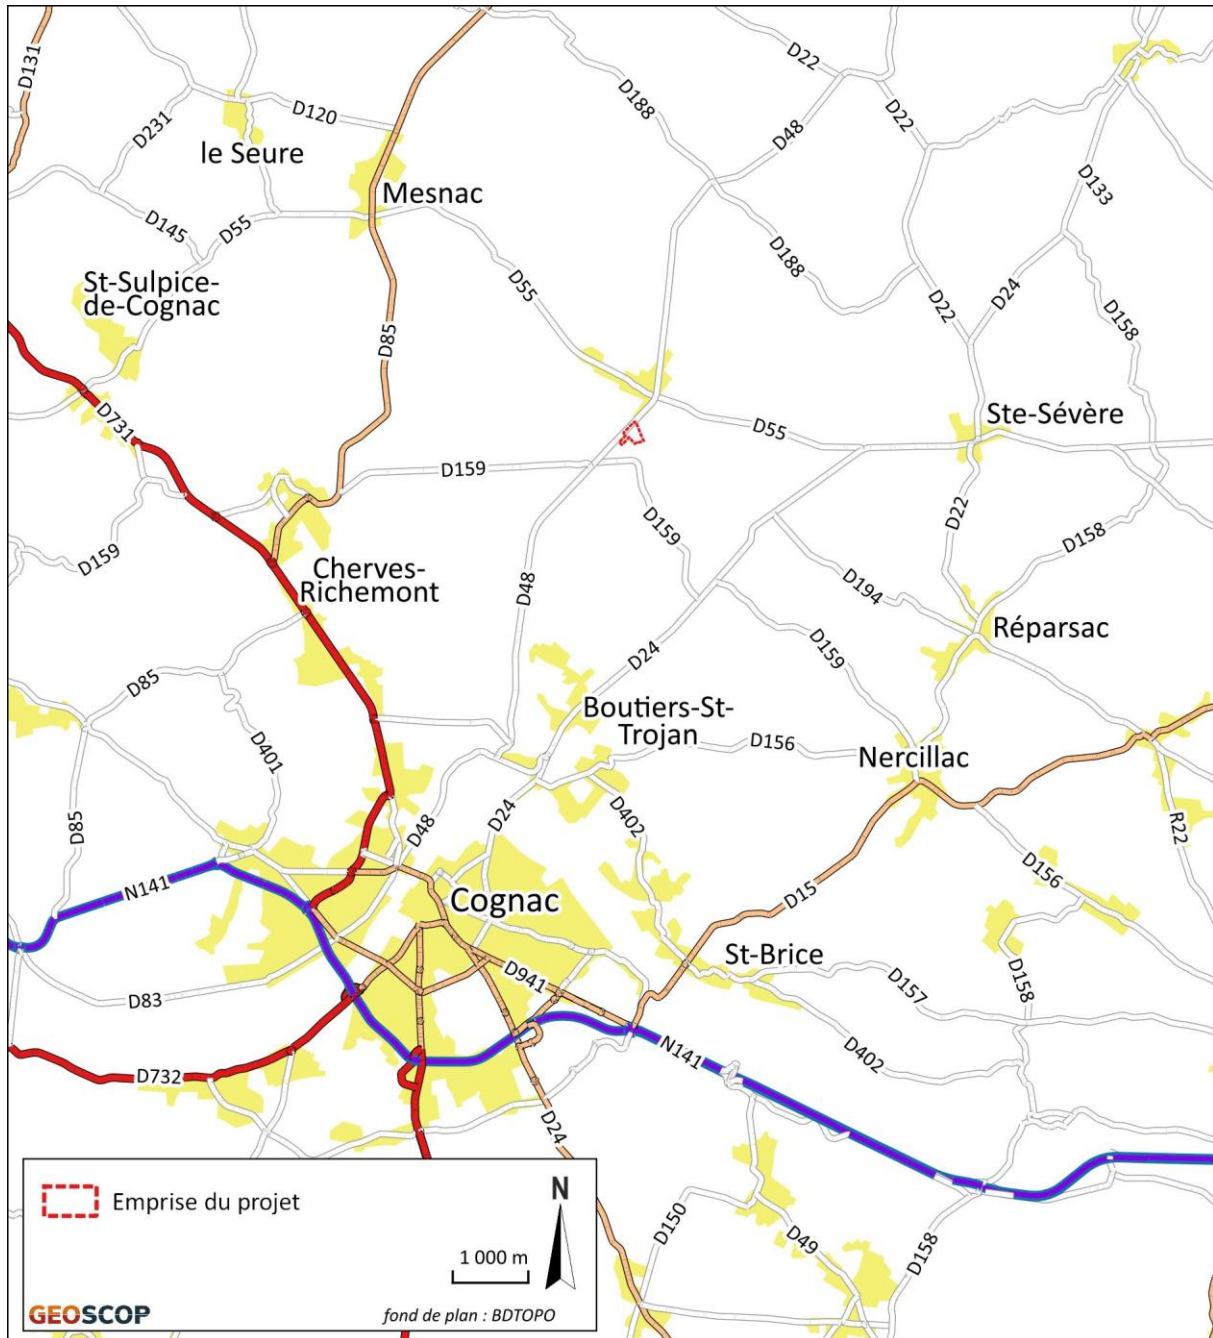 D131
D22
D188
D48
D22
D120
D231
le Seure
D133
Mesnac
D145
D55
D188
D55
St-Sulpice-
de-Cognac
D22
D24
D158
D85
D731
Ste-Sévère
D55
D159
D22
D159
D158
D159
Cherves-
Richemont
D48
D194
Réparsac
D159
D24
D85
Boutiers-St-
Trojan
D156
D401
Nercillac
D24
D402
D85
D48
R22
N141
D15
D156
Cognac
St-Brice
D941
D158
D157
D83
N141
D402
D732
D24
Emprise du projet
N
D150
D49
D158
1 000 m
GEOSCOP
fond de plan : BDTOPO